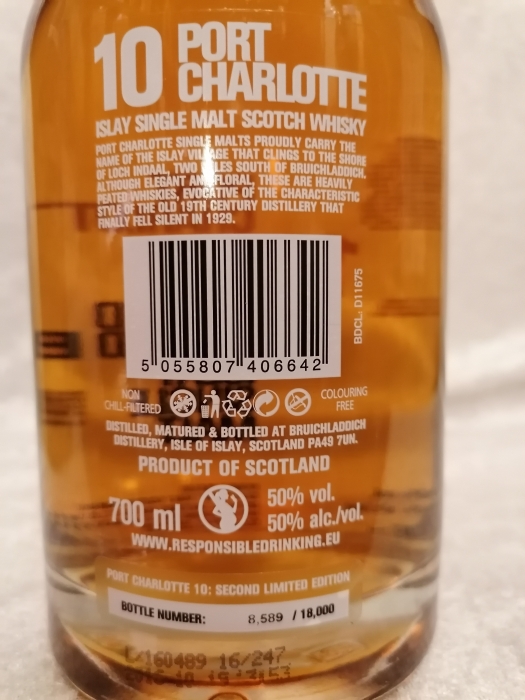 10 PORT
CHARLOTTE
ISLAY SINGLE MALT SCOTCH WHISKY
PORT CHARLOTTE SINGLE MALTS PROUDLY CARRY THE
NAME OF THE ISLAY VILLAGE THAT CLINGS TO THE SHORE
OF LOCH INDAAL, TWO MILES SOUTH OF BRUICHLADDICH.
ALTHOUGH ELEGANT AND FLORAL, THESE ARE HEAVILY
PEATED WHISKIES, EVOCATIVE OF THE CHARACTERISTIC
STYLE OF THE OLD 19TH CENTURY DISTILLERY THAT
FINALLY FELL SILENT IN 1929.
BDCL: D11675
5 055807 406642
NON
CHILL-FILTERED
COLOURING
FREE
DISTILLED, MATURED & BOTTLED AT BRUICHLADDICH
DISTILLERY, ISLE OF ISLAY, SCOTLAND PA49 7UN.
PRODUCT OF SCOTLAND
700 ml
50% vol.
50% alc./vol.
WWW.RESPONSIBLEDRINKING.EU
PORT CHARLOTTE 10: SECOND LIMITED EDITION
BOTTLE NUMBER: 8,589 / 18,000
L/160489 16/247